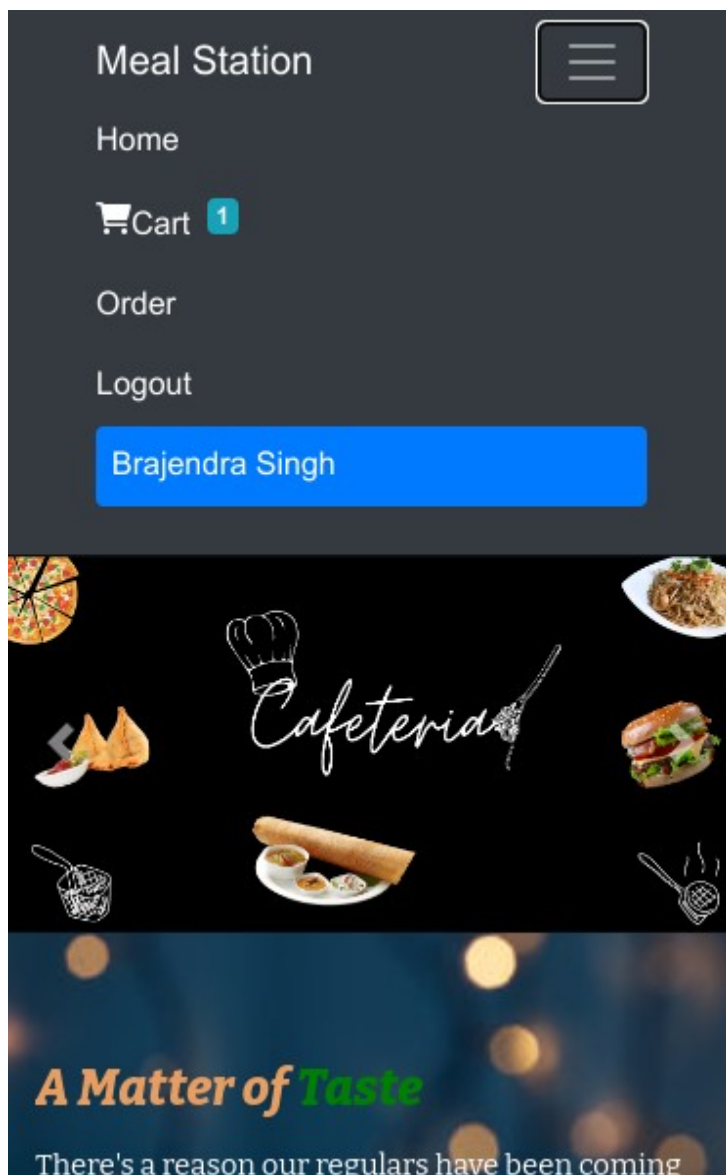 Meal Station
Home
Cart 1
Order
Logout
Brajendra Singh
Cafeteria
A Matter of Taste
There's a reason our regulars have been coming